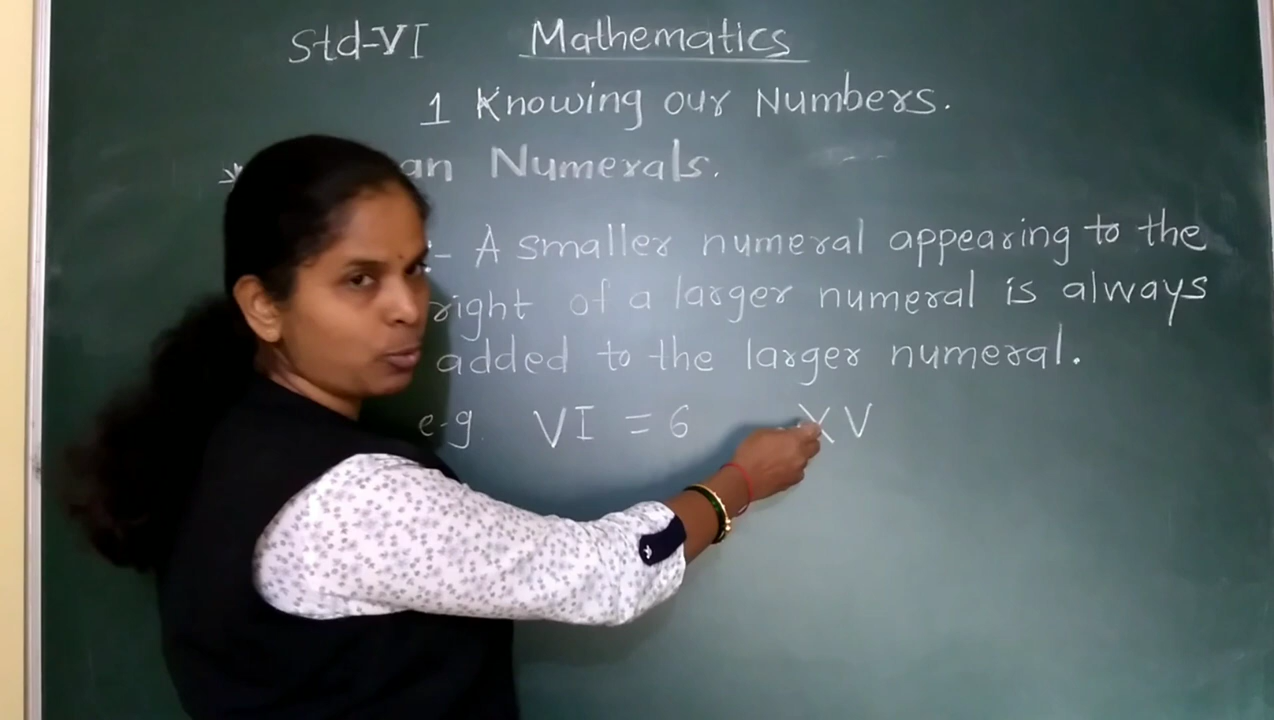 Std-VI Mathematics
1 Knowing our Numbers.
an Numerals.
:- A smaller numeral appearing to the
right of a larger numeral is always
added to the larger numeral.
e.g. VI = 6 XV